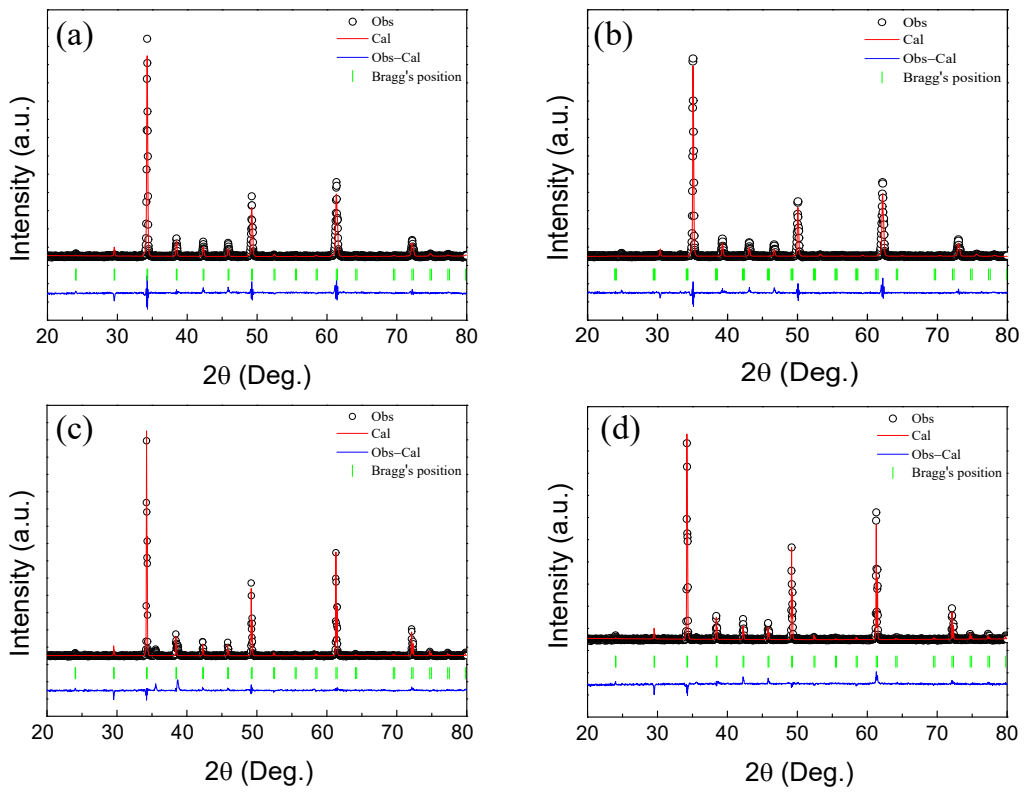 (a)
Obs
Cal
Obs–Cal
Bragg's position
Intensity (a.u.)
20 30 40 50 60 70 80
2θ (Deg.)
(b)
Obs
Cal
Obs–Cal
Bragg's position
Intensity (a.u.)
20 30 40 50 60 70 80
2θ (Deg.)
(c)
Obs
Cal
Obs–Cal
Bragg's position
Intensity (a.u.)
20 30 40 50 60 70 80
2θ (Deg.)
(d)
Obs
Cal
Obs–Cal
Bragg's position
Intensity (a.u.)
20 30 40 50 60 70 80
2θ (Deg.)